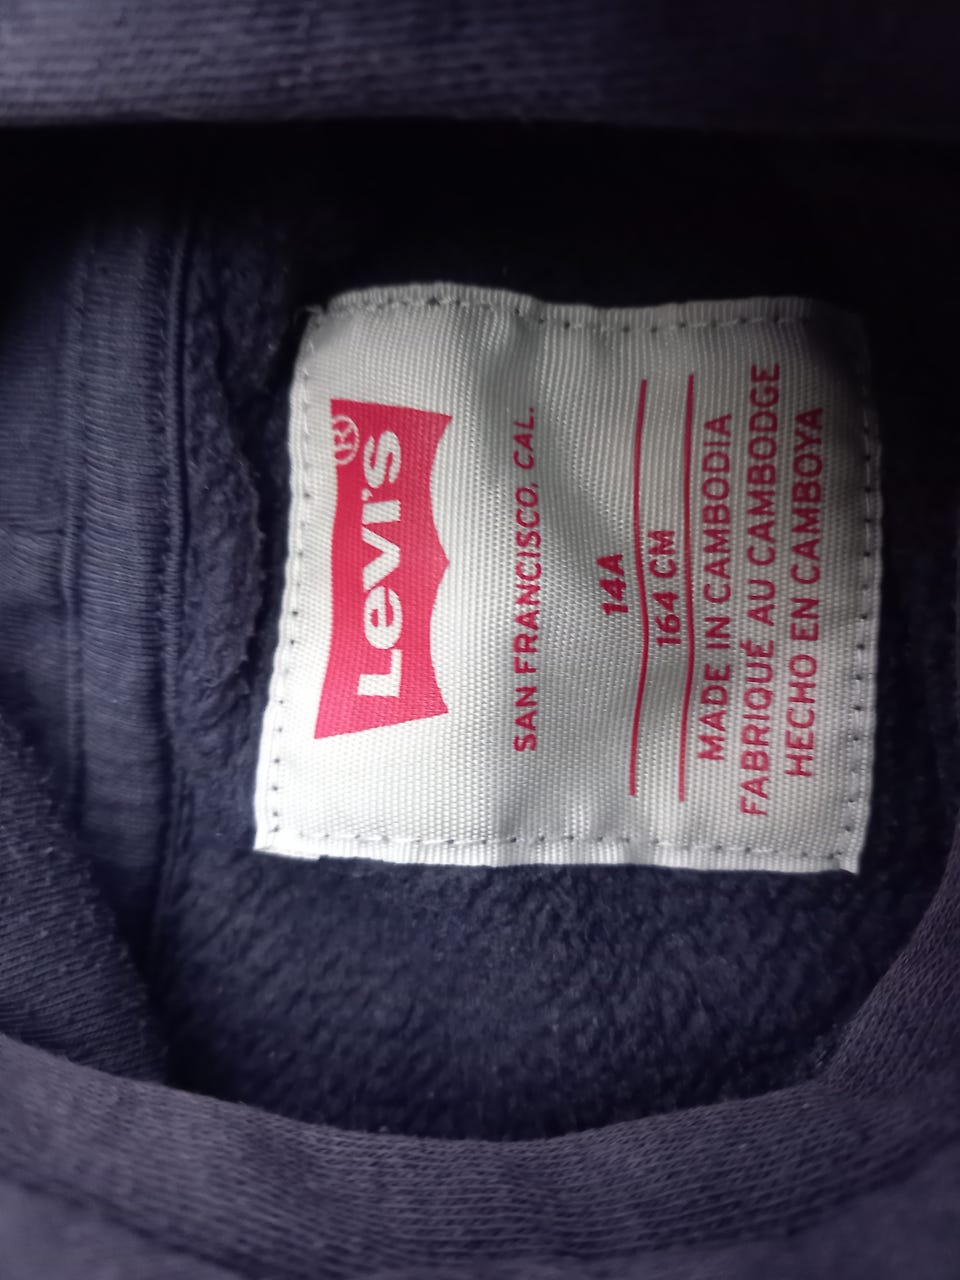 Levi's ®
SAN FRANCISCO, CAL.
14A
164 CM
MADE IN CAMBODIA
FABRIQUÉ AU CAMBODGE
HECHO EN CAMBOYA